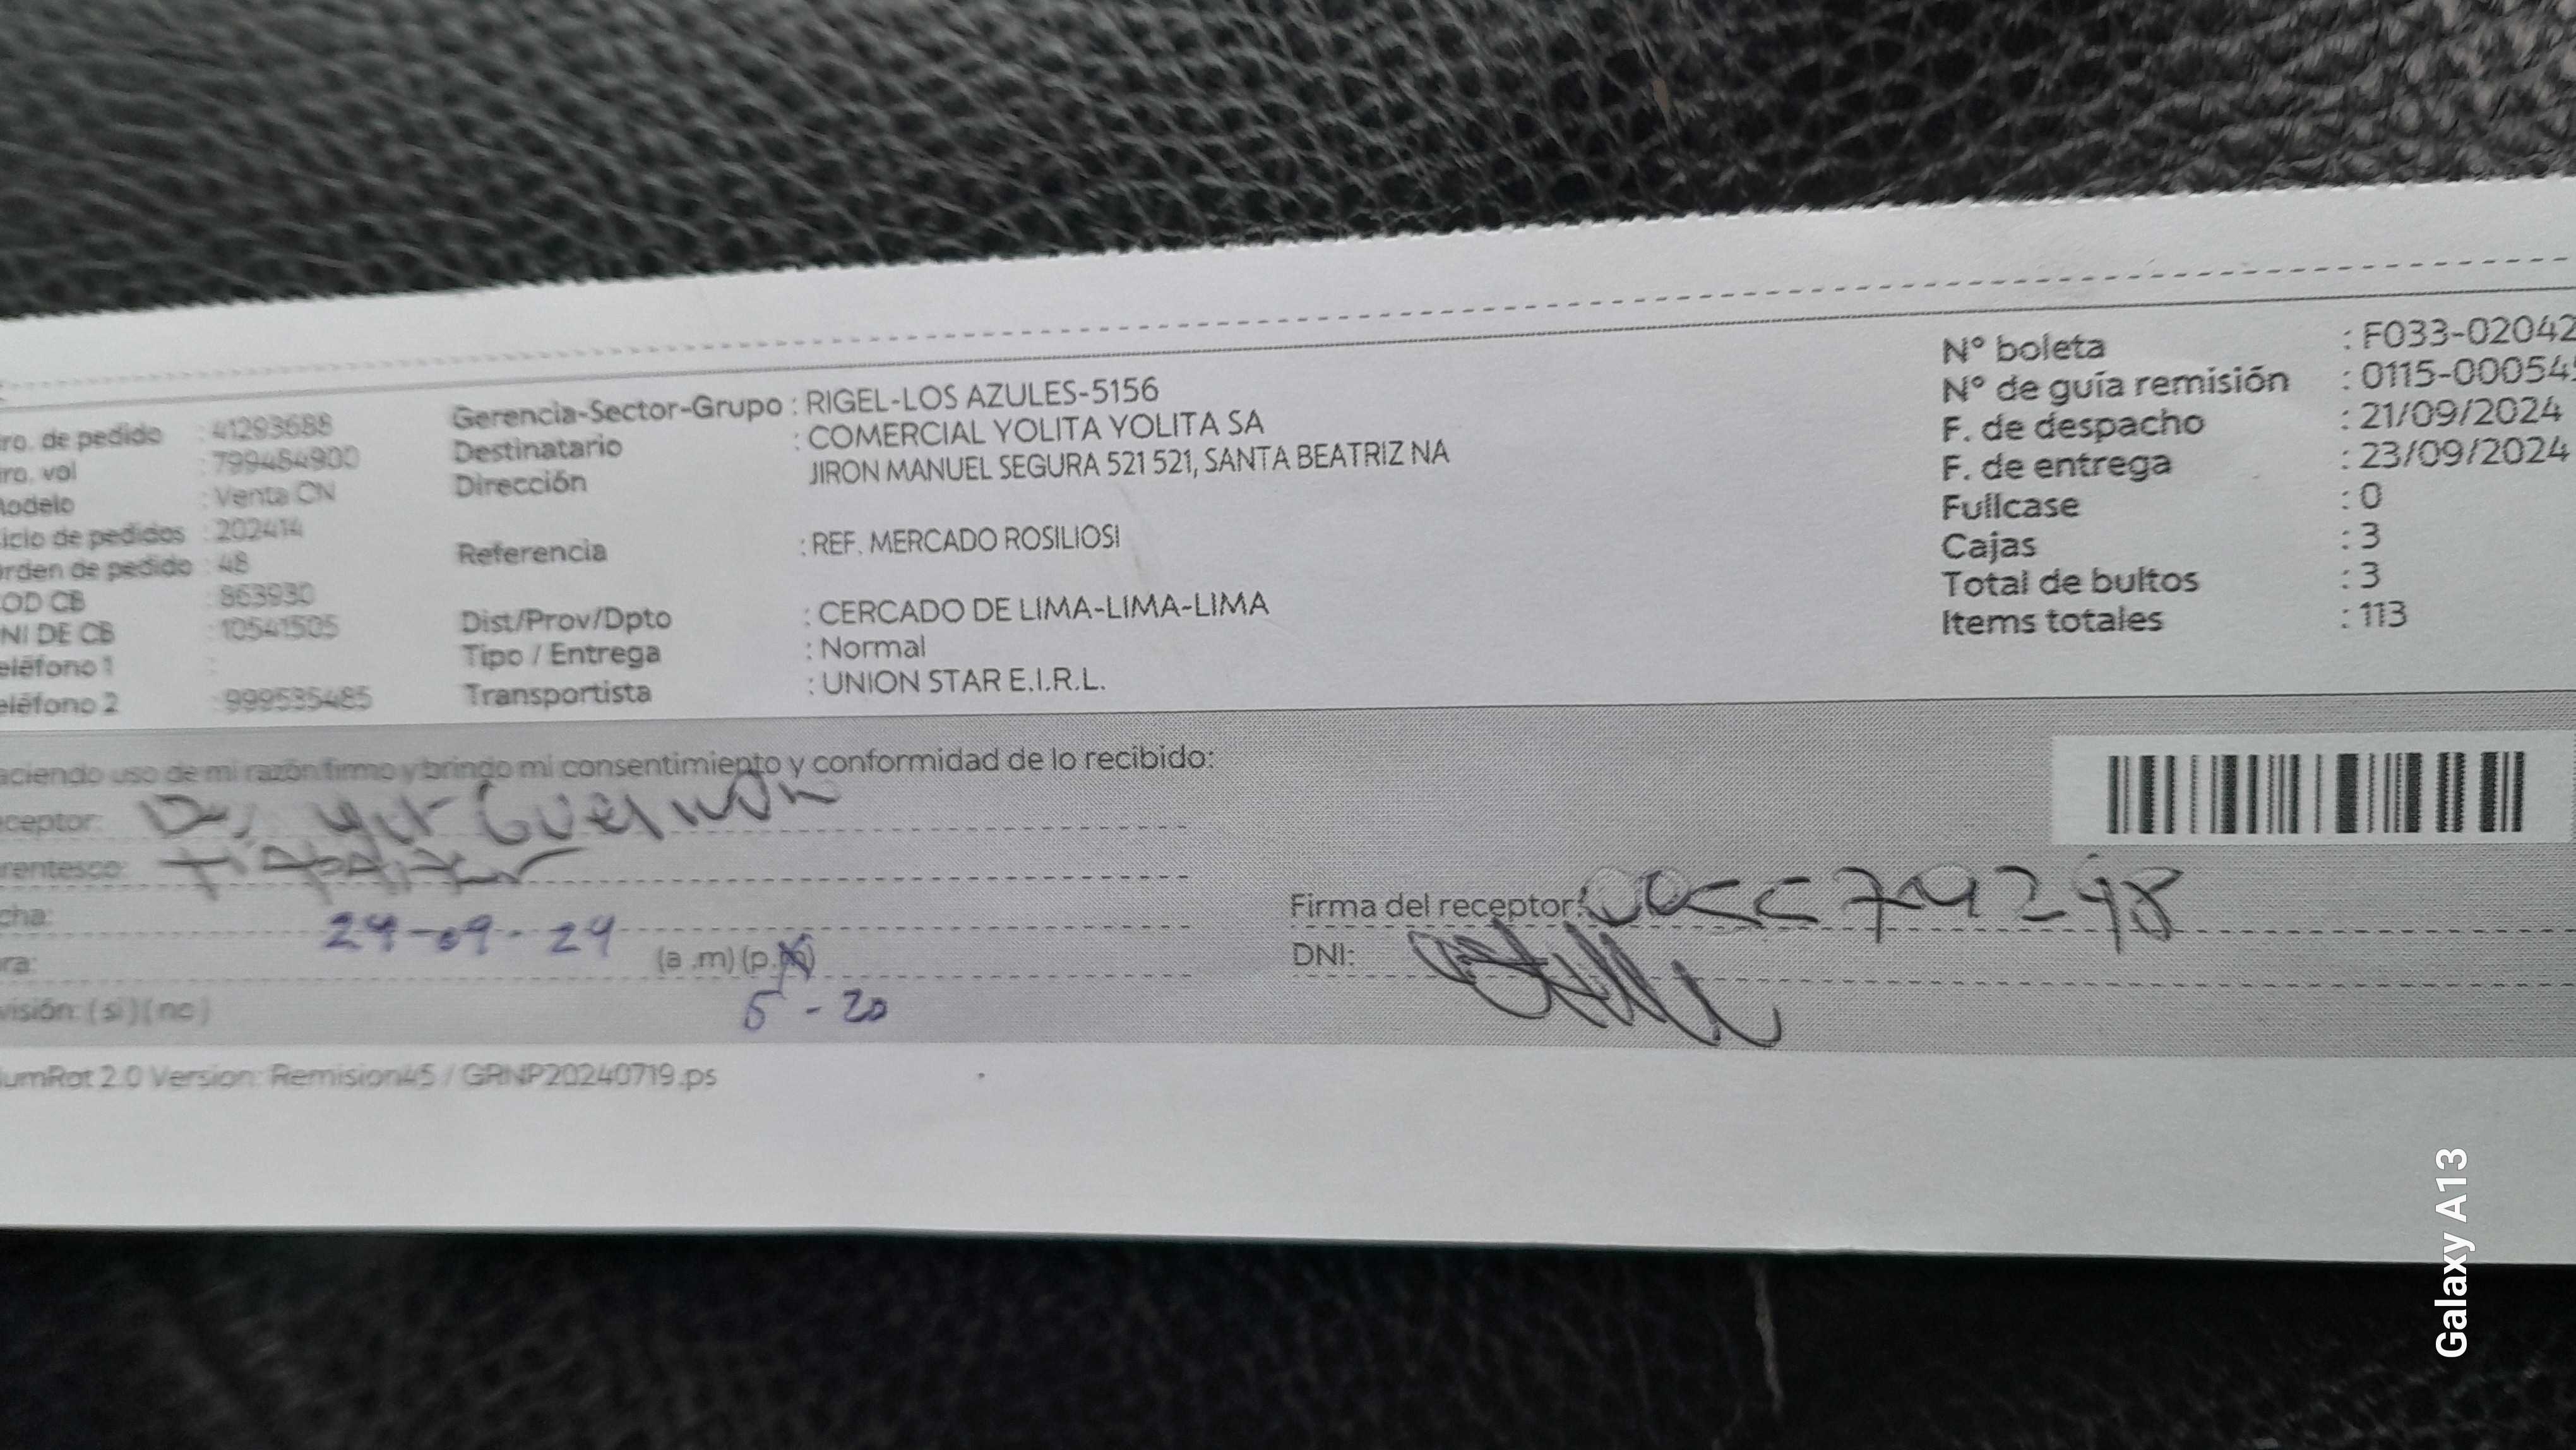 ro. de pedido : 41293688
ro. vol : 799484900
odelo : Venta CN
iclo de pedidos : 202414
rden de pedido : 48
OD CB : 863930
NI DE CB : 10541505
eléfono 1 :
eléfono 2 : 999535485
Gerencia-Sector-Grupo : RIGEL-LOS AZULES-5156
Destinatario : COMERCIAL YOLITA YOLITA SA
Dirección JIRON MANUEL SEGURA 521 521, SANTA BEATRIZ NA
Referencia : REF. MERCADO ROSILIOSI
Dist/Prov/Dpto : CERCADO DE LIMA-LIMA-LIMA
Tipo / Entrega : Normal
Transportista : UNION STAR E.I.R.L.
N° boleta : F033-02042
N° de guía remisión : 0115-00054
F. de despacho : 21/09/2024
F. de entrega : 23/09/2024
Fullcase : 0
Cajas : 3
Total de bultos : 3
Items totales : 113
aciendo uso de mi razón firmo y brindo mi consentimiento y conformidad de lo recibido:
ceptor:
rentesco:
cha: 24-09-24
ra: (a.m) (p.m)
5-20
visión: (si) (no)
Firma del receptor:
DNI:
umRot 2.0 Version: Remision45 / GRNP20240719.ps
Galaxy A13